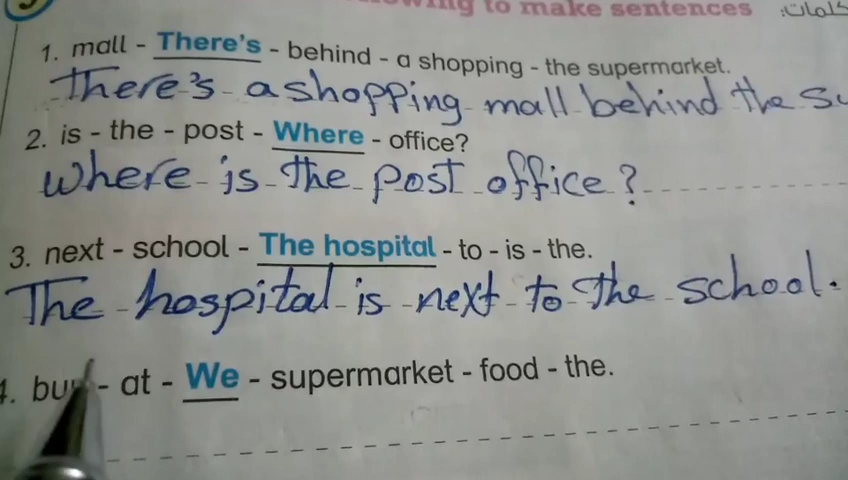 to make sentences
كلمات:
1. mall - There's - behind - a shopping - the supermarket.
There's a shopping mall behind the
2. is - the - post - Where - office?
Where is the post office?
3. next - school - The hospital - to - is - the.
The hospital is next to the school.
- at - We - supermarket - food - the.